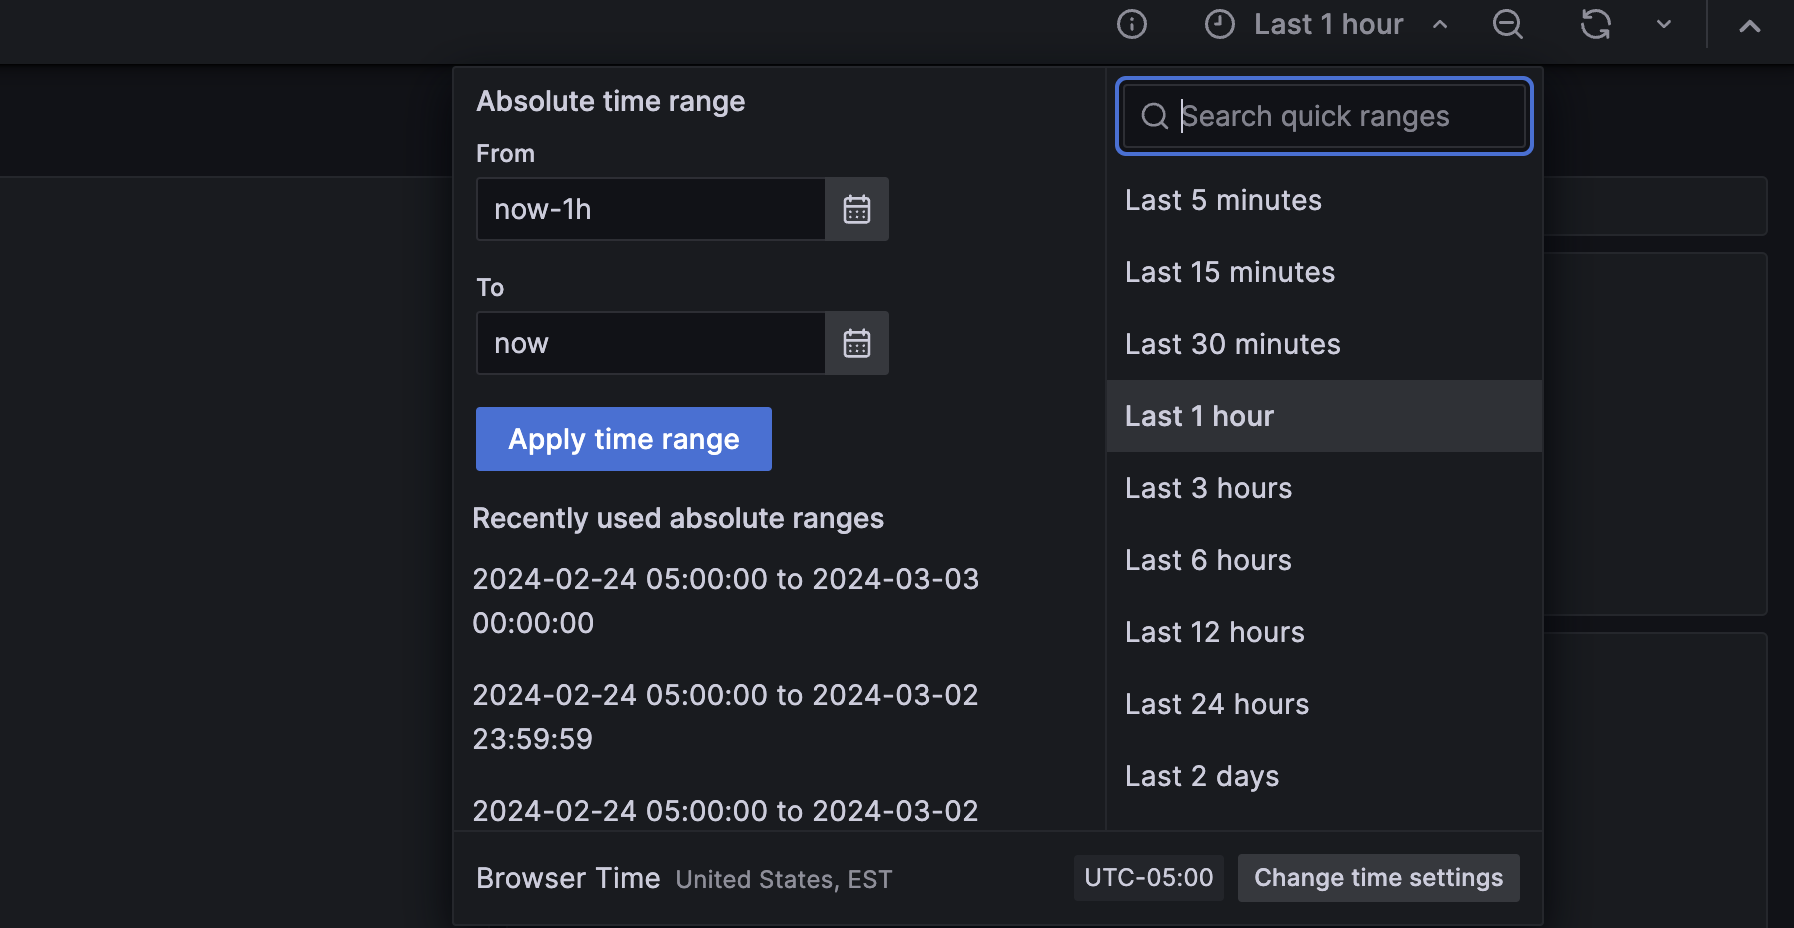 Last 1 hour
Absolute time range
From
now-1h
To
now
Apply time range
Recently used absolute ranges
2024-02-24 05:00:00 to 2024-03-03
00:00:00
2024-02-24 05:00:00 to 2024-03-02
23:59:59
2024-02-24 05:00:00 to 2024-03-02
Search quick ranges
Last 5 minutes
Last 15 minutes
Last 30 minutes
Last 1 hour
Last 3 hours
Last 6 hours
Last 12 hours
Last 24 hours
Last 2 days
Browser Time United States, EST
UTC-05:00
Change time settings